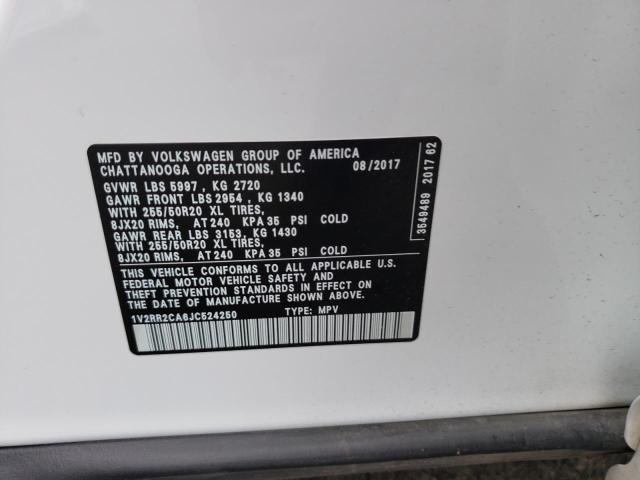 MFD BY VOLKSWAGEN GROUP OF AMERICA
CHATTANOOGA OPERATIONS, LLC. 08/2017
GVWR LBS 5997, KG 2720
GAWR FRONT LBS 2954, KG 1340
WITH 255/50R20 XL TIRES,
8JX20 RIMS, AT 240 KPA 35 PSI COLD
GAWR REAR LBS 3153, KG 1430
WITH 255/50R20 XL TIRES,
8JX20 RIMS, AT 240 KPA 35 PSI COLD
THIS VEHICLE CONFORMS TO ALL APPLICABLE U.S.
FEDERAL MOTOR VEHICLE SAFETY AND
THEFT PREVENTION STANDARDS IN EFFECT ON
THE DATE OF MANUFACTURE SHOWN ABOVE
1V2RR2CA6JC524250 TYPE: MPV
3549489 2017 62